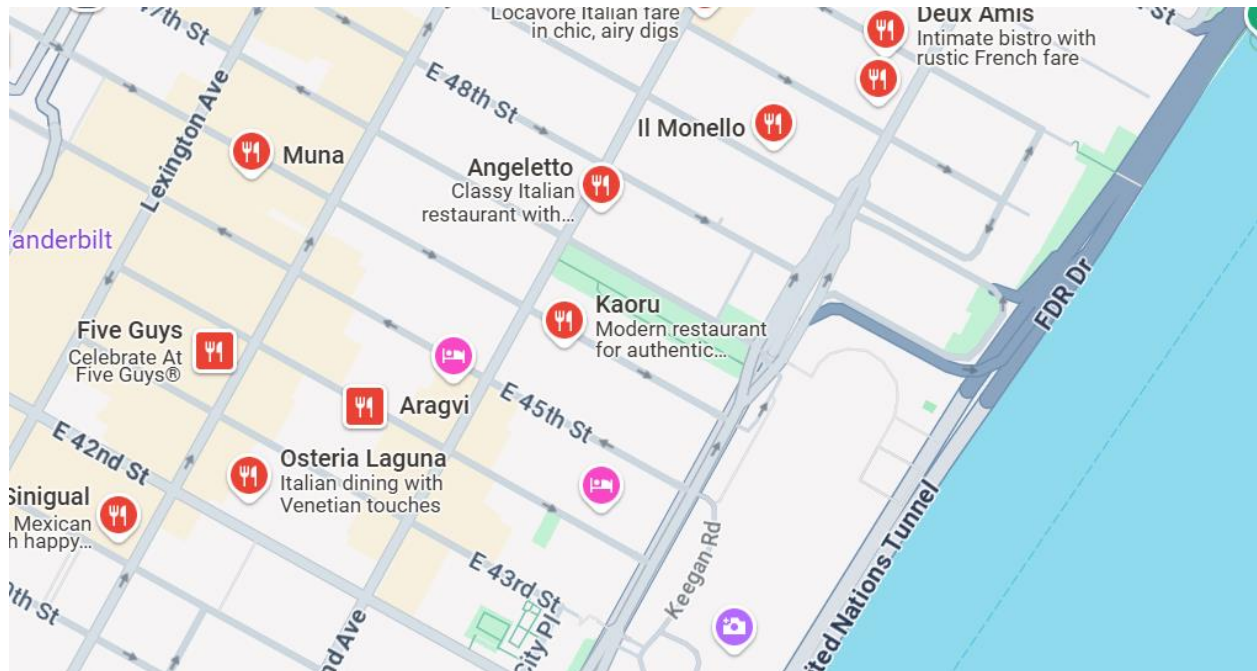 Locavore Italian fare
in chic, airy digs
Deux Amis
Intimate bistro with
rustic French fare
St
7th St
Lexington Ave
E 48th St
Il Monello
Muna
Angeletto
Classy Italian
restaurant with...
anderbilt
Kaoru
Modern restaurant
for authentic...
FDR Dr
Five Guys
Celebrate At
Five Guys®
Aragvi
E 45th St
E 42nd St
Osteria Laguna
Italian dining with
Venetian touches
Sinigual
Mexican
h happy...
E 43rd St
Keegan Rd
ited Nations Tunnel
th St
nd Ave
City Pl